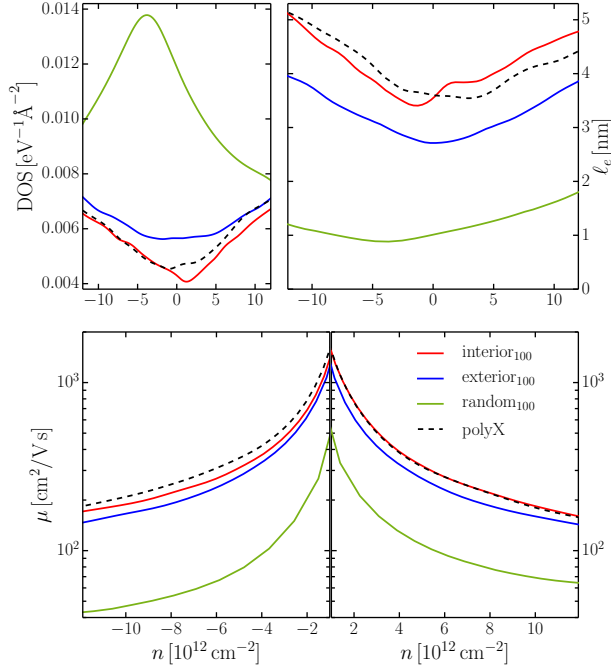 DOS [eV⁻¹Å⁻²]
0.014
0.012
0.010
0.008
0.006
0.004
−10 −5 0 5 10
5
4
3
2
1
0
ℓₑ [nm]
−10 −5 0 5 10
μ [cm²/V s]
10³
10²
−10 −8 −6 −4 −2
n [10¹² cm⁻²]
interior₁₀₀
exterior₁₀₀
random₁₀₀
polyX
10³
10²
2 4 6 8 10
n [10¹² cm⁻²]